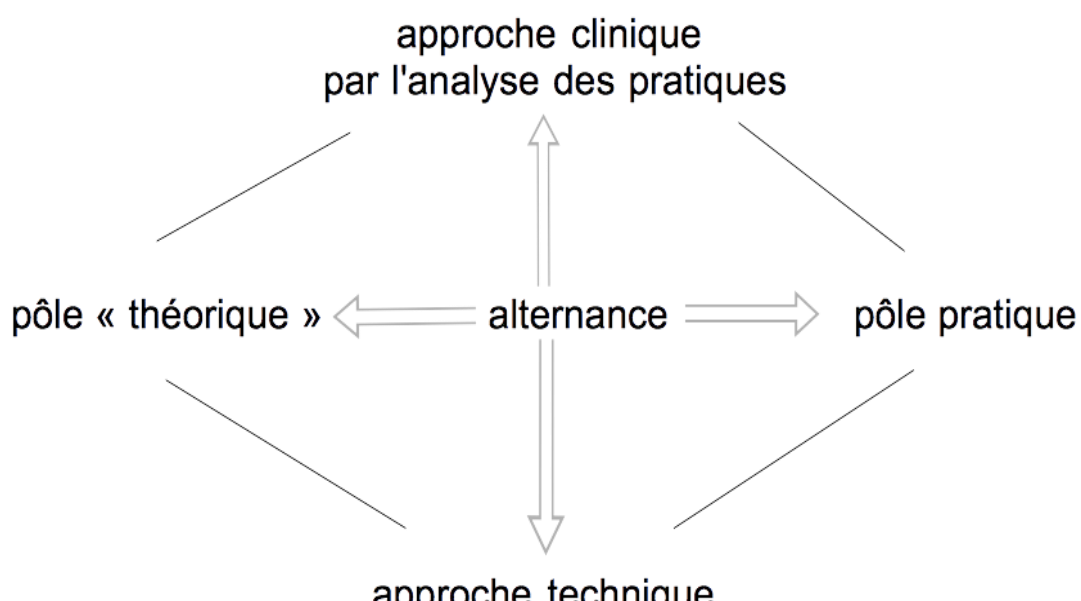 approche clinique
par l'analyse des pratiques
pôle « théorique »
alternance
pôle pratique
approche technique